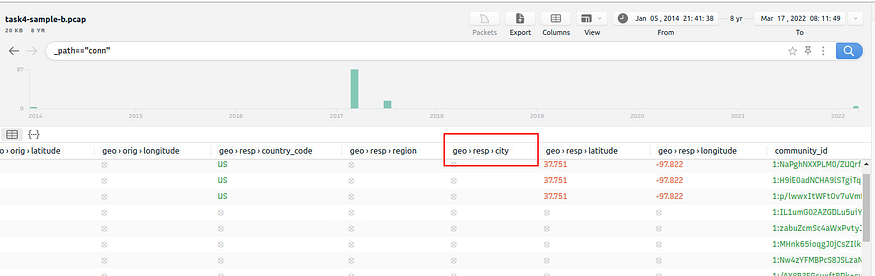 task4-sample-b.pcap
20 KB 8 YR
Packets Export Columns View
Jan 05 , 2014 21 : 41 : 38 8 yr Mar 17 , 2022 08 : 11 : 49
From To
_path=="conn"
87
0
2014 2015 2016 2017 2018 2019 2020 2021 2022
o › orig › latitude geo › orig › longitude geo › resp › country_code geo › resp › region geo › resp › city geo › resp › latitude geo › resp › longitude community_id
US 37.751 -97.822 1:NaPghNXXPLM0/ZUQrf
US 37.751 -97.822 1:H9iE0adNCHA9lSTgiTq
US 37.751 -97.822 1:p/lwwxItWFtOv7uVm
1:IL1umG02AZGDLu5uiY
1:zabuZcmSc4aWxPvtyJ
1:MHnk65loqgJ0jCsZIlk
1:Nw4zYFMBPcS8JSLzaN